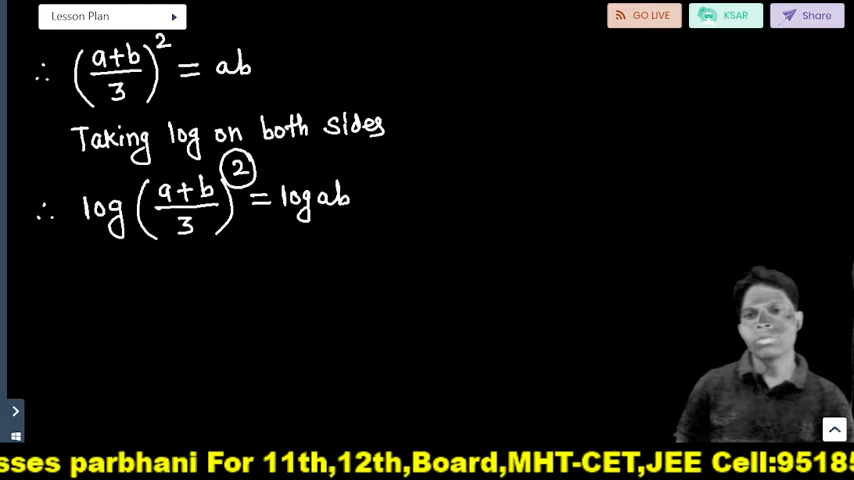 Lesson Plan
GO LIVE
KSAR
Share
∴ (a+b/3)² = ab
Taking log on both sides
∴ log (a+b/3)² = log ab
sses parbhani For 11th,12th,Board,MHT-CET,JEE Cell:95185